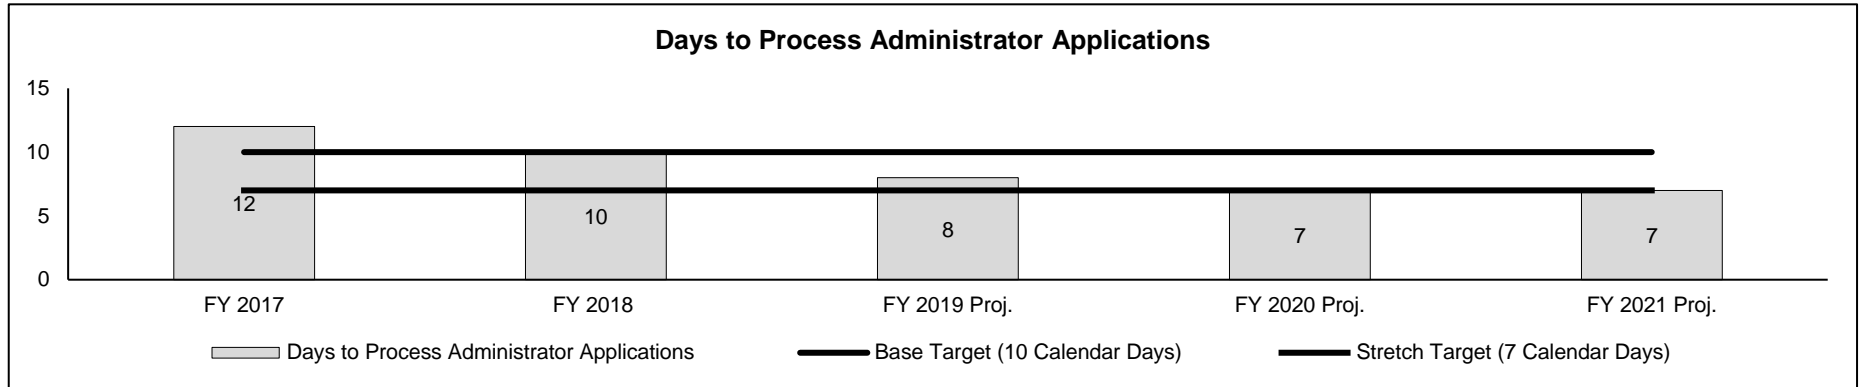 Days to Process Administrator Applications
15
10
5
0
12
10
8
7
7
FY 2017
FY 2018
FY 2019 Proj.
FY 2020 Proj.
FY 2021 Proj.
Days to Process Administrator Applications
Base Target (10 Calendar Days)
Stretch Target (7 Calendar Days)